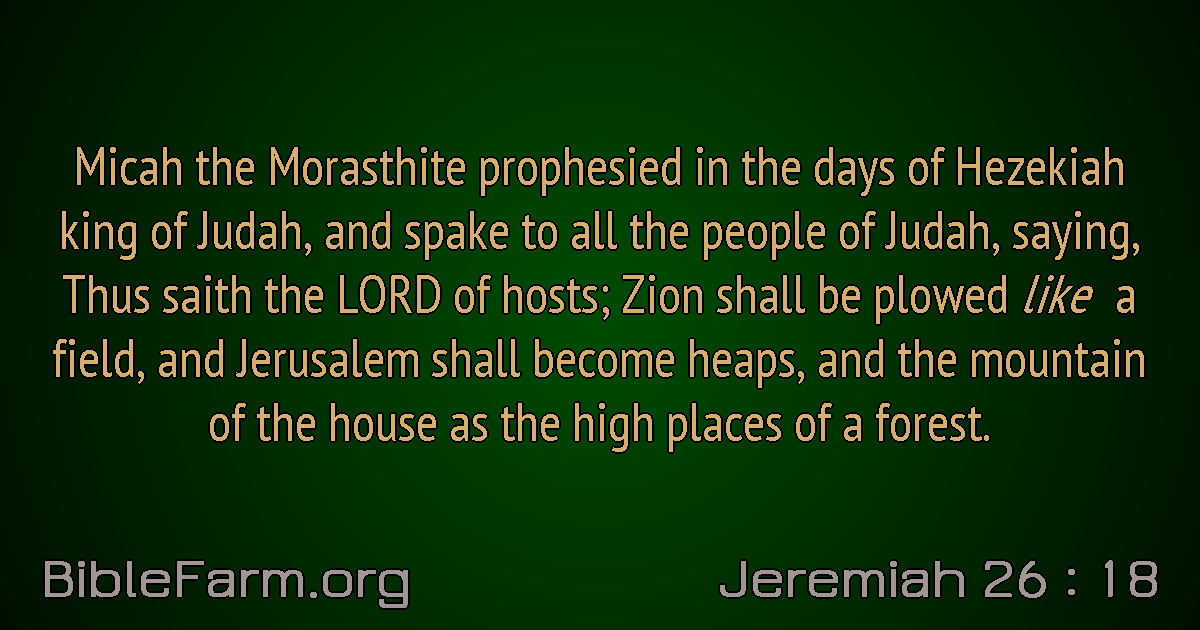 Micah the Morasthite prophesied in the days of Hezekiah
king of Judah, and spake to all the people of Judah, saying,
Thus saith the LORD of hosts; Zion shall be plowed like a
field, and Jerusalem shall become heaps, and the mountain
of the house as the high places of a forest.
BibleFarm.org
Jeremiah 26 : 18